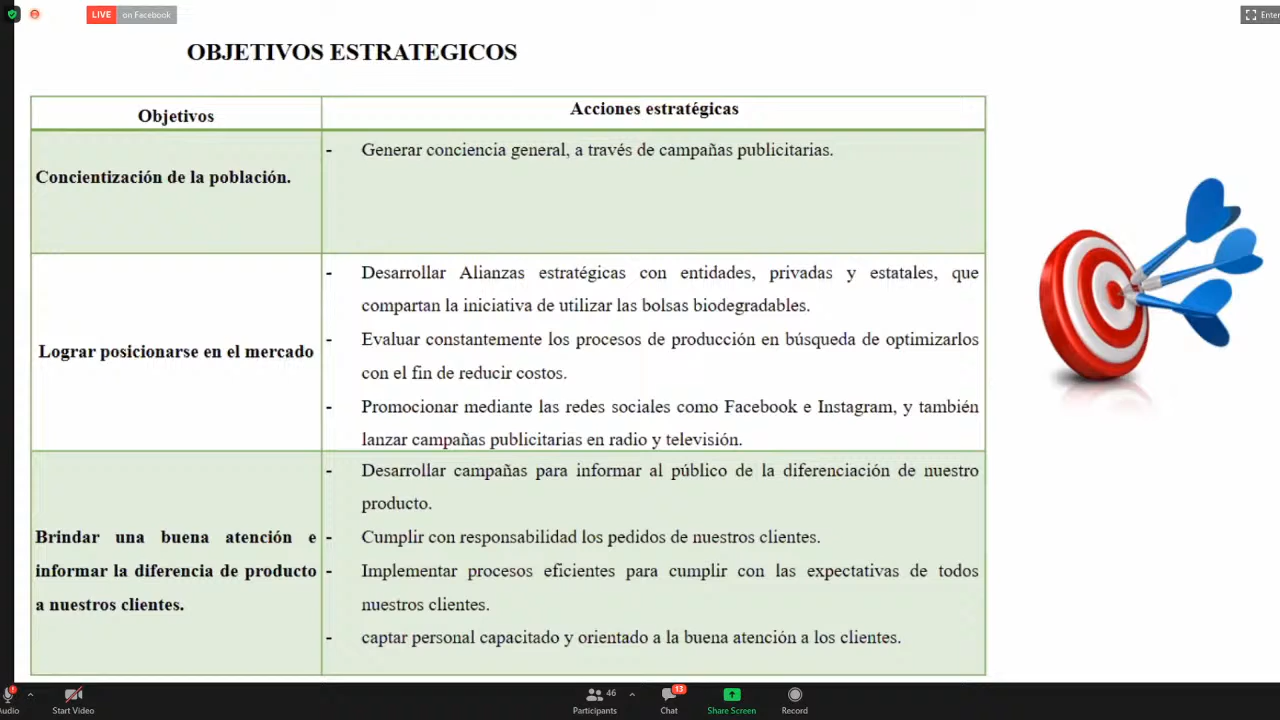 LIVE on Facebook
Enter
OBJETIVOS ESTRATEGICOS
Objetivos
Acciones estratégicas
Concientización de la población.
- Generar conciencia general, a través de campañas publicitarias.
Lograr posicionarse en el mercado
- Desarrollar Alianzas estratégicas con entidades, privadas y estatales, que
compartan la iniciativa de utilizar las bolsas biodegradables.
- Evaluar constantemente los procesos de producción en búsqueda de optimizarlos
con el fin de reducir costos.
- Promocionar mediante las redes sociales como Facebook e Instagram, y también
lanzar campañas publicitarias en radio y televisión.
Brindar una buena atención e
informar la diferencia de producto
a nuestros clientes.
- Desarrollar campañas para informar al público de la diferenciación de nuestro
producto.
- Cumplir con responsabilidad los pedidos de nuestros clientes.
- Implementar procesos eficientes para cumplir con las expectativas de todos
nuestros clientes.
- captar personal capacitado y orientado a la buena atención a los clientes.
Audio
Start Video
46
Participants
13
Chat
Share Screen
Record